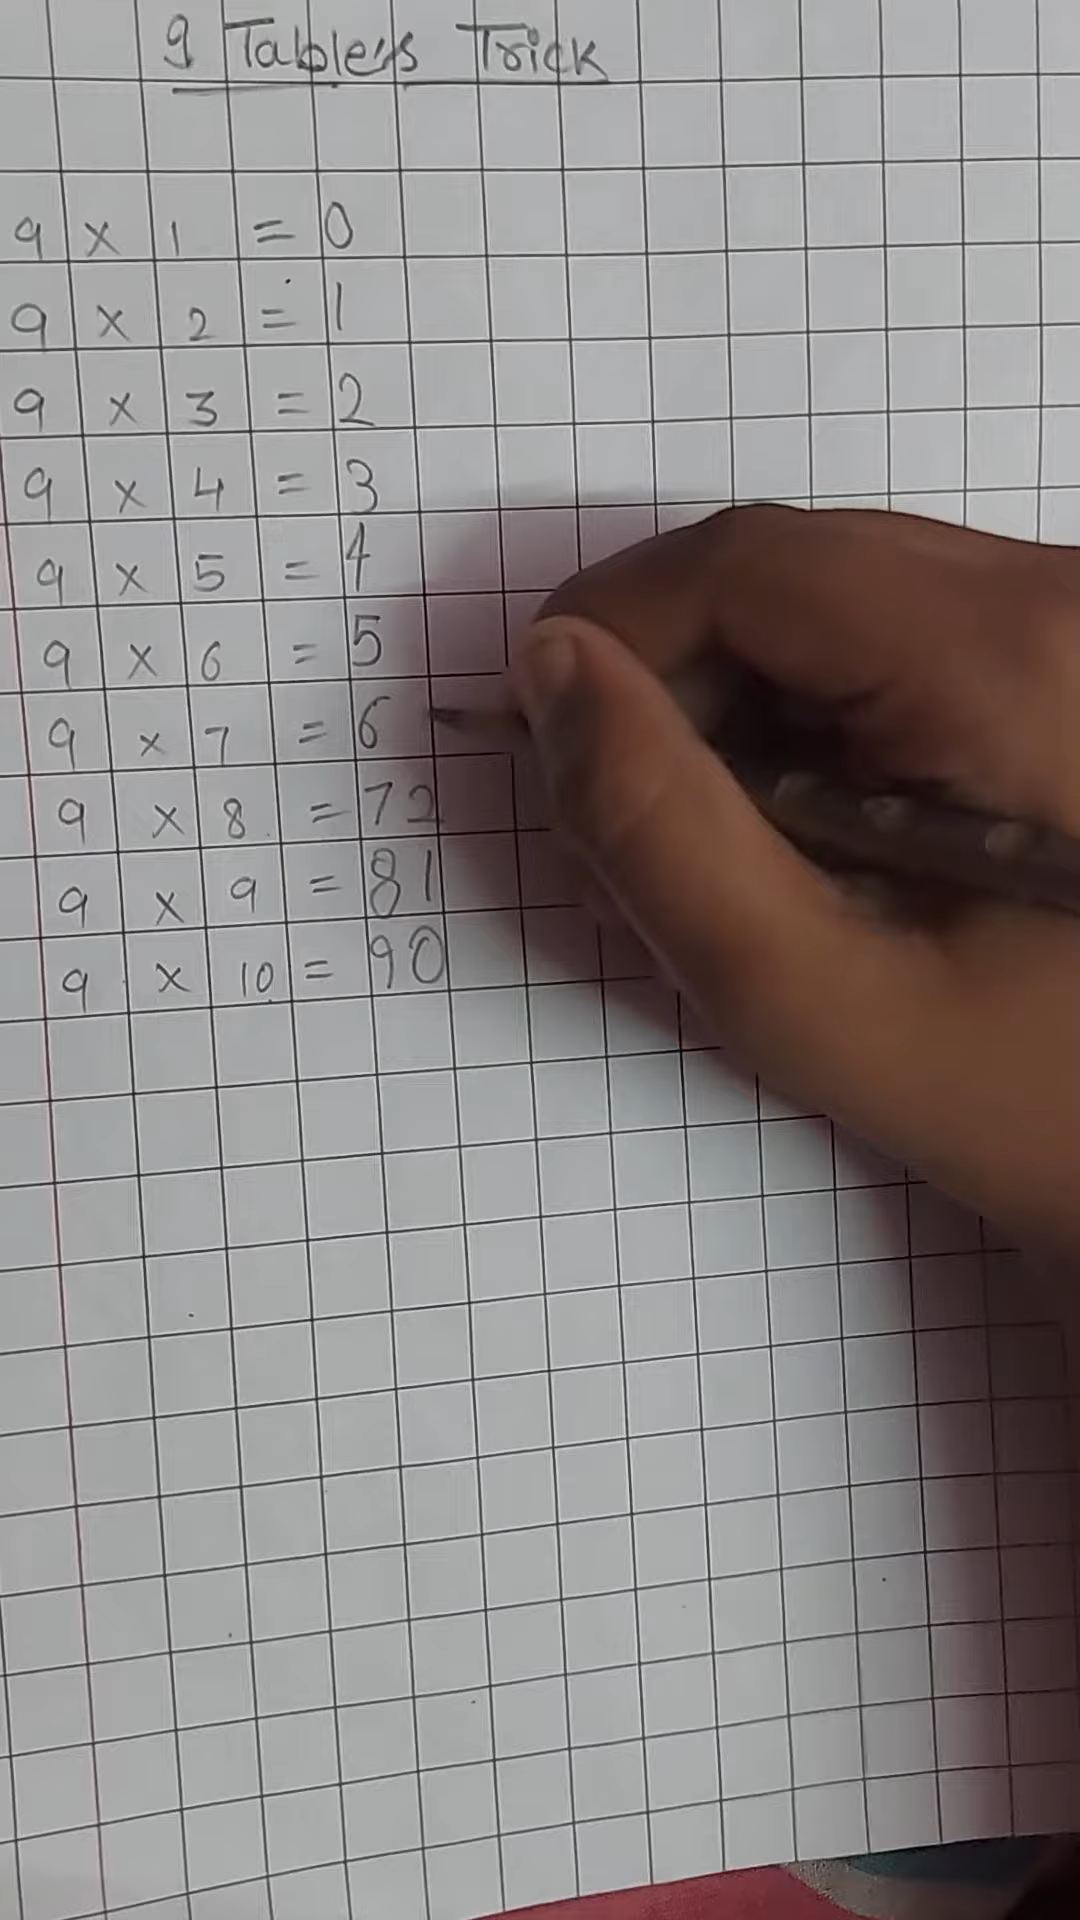 9 Table's Trick
9 × 1 = 0
9 × 2 = 1
9 × 3 = 2
9 × 4 = 3
9 × 5 = 4
9 × 6 = 5
9 × 7 = 6
9 × 8 = 72
9 × 9 = 81
9 × 10 = 90